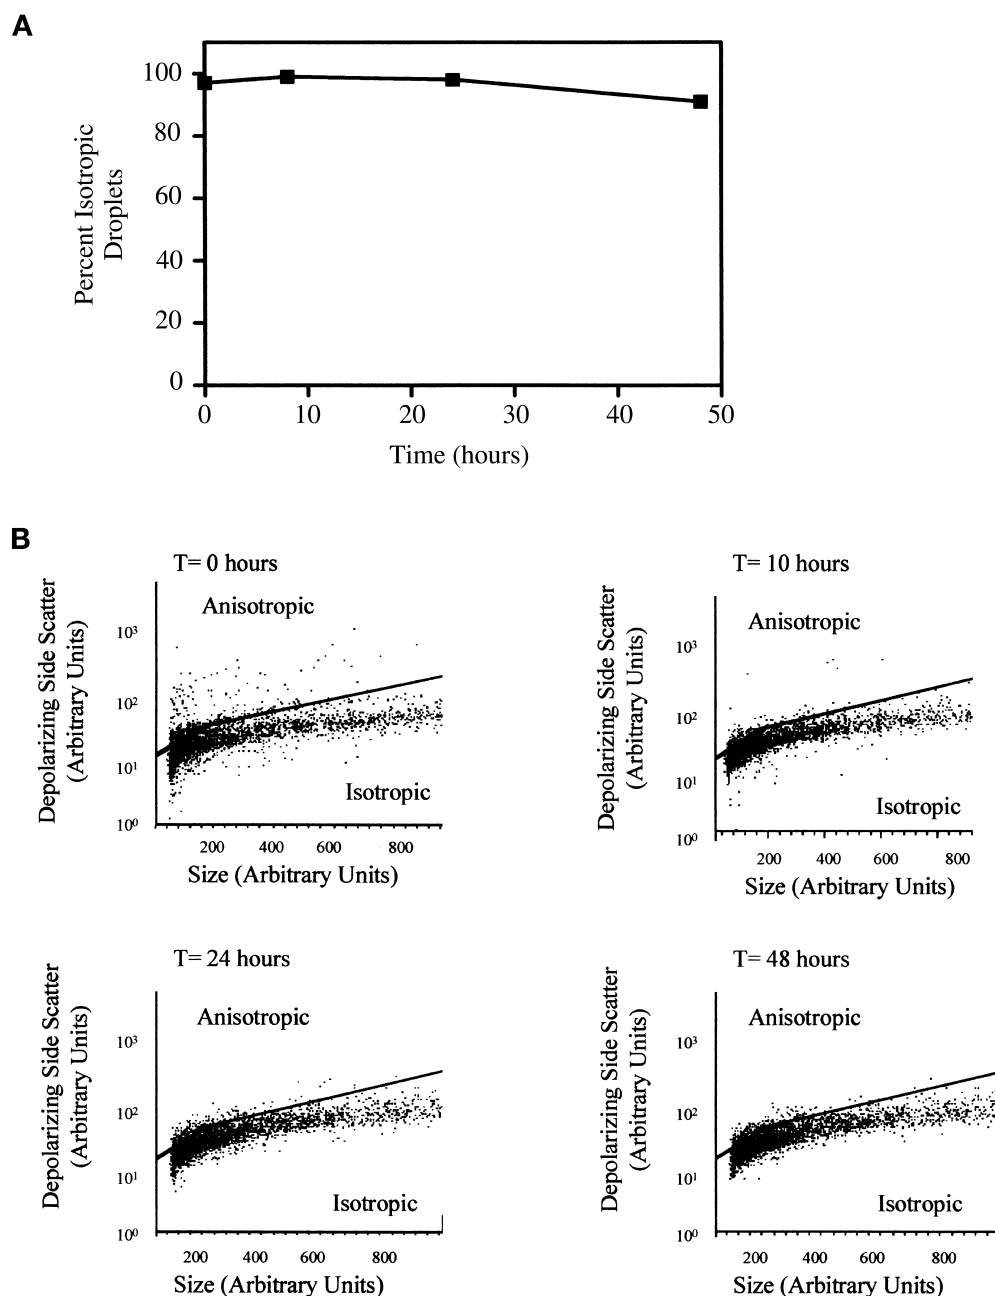 A
100
80
60
40
20
0
Percent Isotropic
Droplets
0 10 20 30 40 50
Time (hours)
B
T= 0 hours
Depolarizing Side Scatter
(Arbitrary Units)
Anisotropic
10³
10²
10¹
10⁰
Isotropic
200 400 600 800
Size (Arbitrary Units)
T= 10 hours
Depolarizing Side Scatter
(Arbitrary Units)
Anisotropic
10³
10²
10¹
10⁰
Isotropic
200 400 600 800
Size (Arbitrary Units)
T= 24 hours
Depolarizing Side Scatter
(Arbitrary Units)
Anisotropic
10³
10²
10¹
10⁰
Isotropic
200 400 600 800
Size (Arbitrary Units)
T= 48 hours
Depolarizing Side Scatter
(Arbitrary Units)
Anisotropic
10³
10²
10¹
10⁰
Isotropic
200 400 600 800
Size (Arbitrary Units)